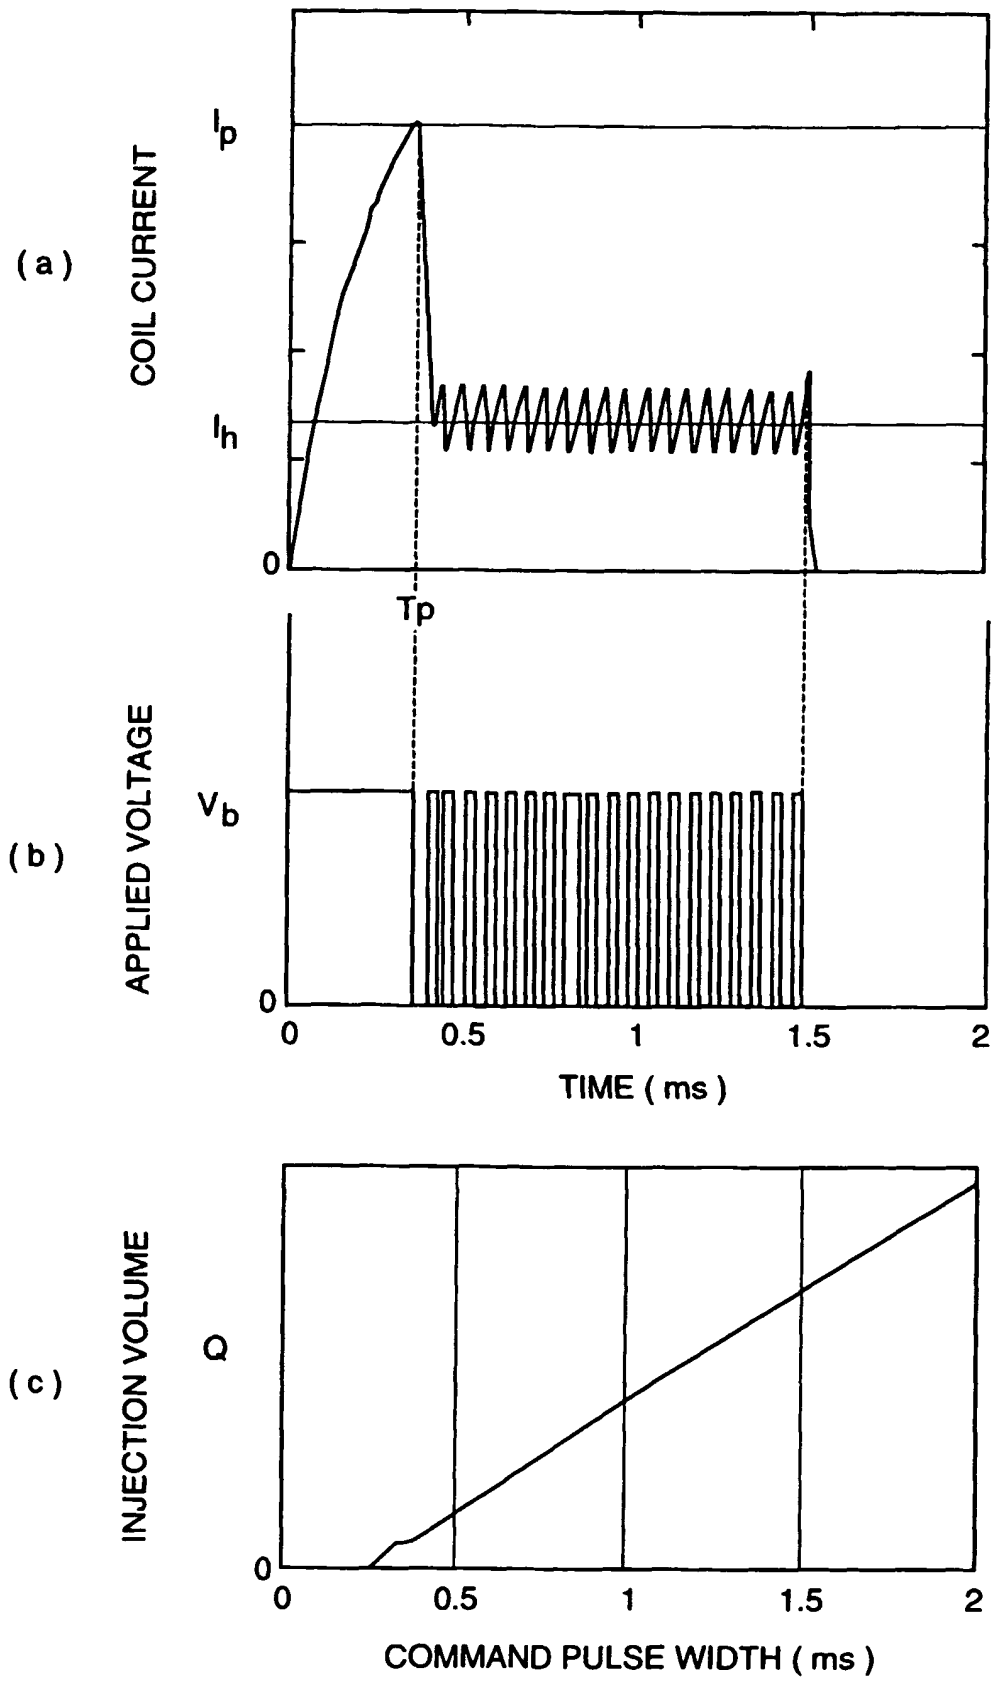 ( a )
COIL CURRENT
Ip
Ih
0
Tp
( b )
APPLIED VOLTAGE
Vb
0
0 0.5 1 1.5 2
TIME ( ms )
( c )
INJECTION VOLUME
Q
0
0 0.5 1 1.5 2
COMMAND PULSE WIDTH ( ms )